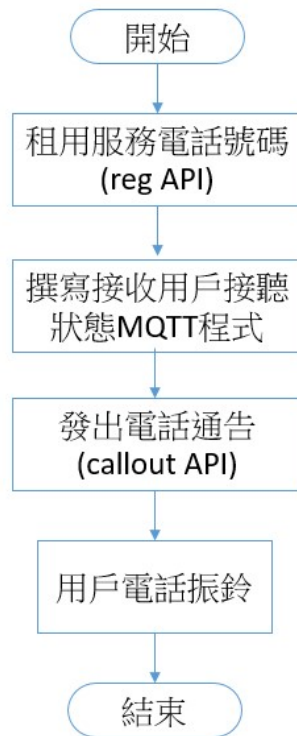 開始
租用服務電話號碼
(reg API)
撰寫接收用戶接聽
狀態MQTT程式
發出電話通告
(callout API)
用戶電話振鈴
結束